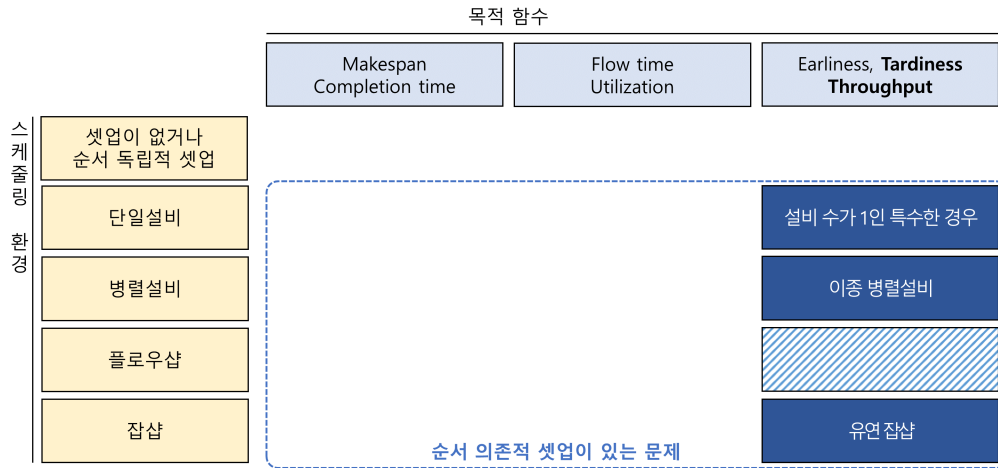 목적 함수
Makespan
Completion time
Flow time
Utilization
Earliness, Tardiness
Throughput
스케줄링 환경
셋업이 없거나
순서 독립적 셋업
단일설비
설비 수가 1인 특수한 경우
병렬설비
이종 병렬설비
플로우샵
잡샵
유연 잡샵
순서 의존적 셋업이 있는 문제